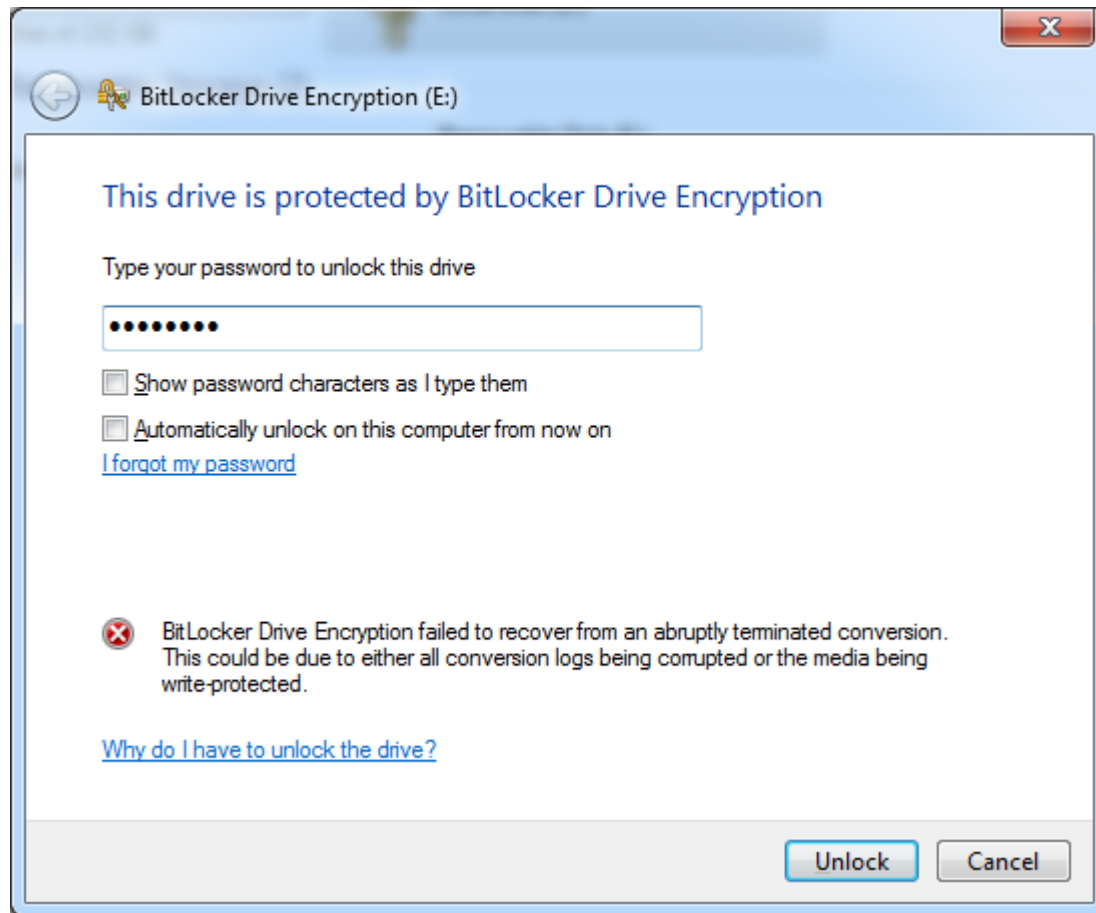 BitLocker Drive Encryption (E:)
This drive is protected by BitLocker Drive Encryption
Type your password to unlock this drive
••••••••
Show password characters as I type them
Automatically unlock on this computer from now on
I forgot my password
BitLocker Drive Encryption failed to recover from an abruptly terminated conversion.
This could be due to either all conversion logs being corrupted or the media being
write-protected.
Why do I have to unlock the drive?
Unlock
Cancel